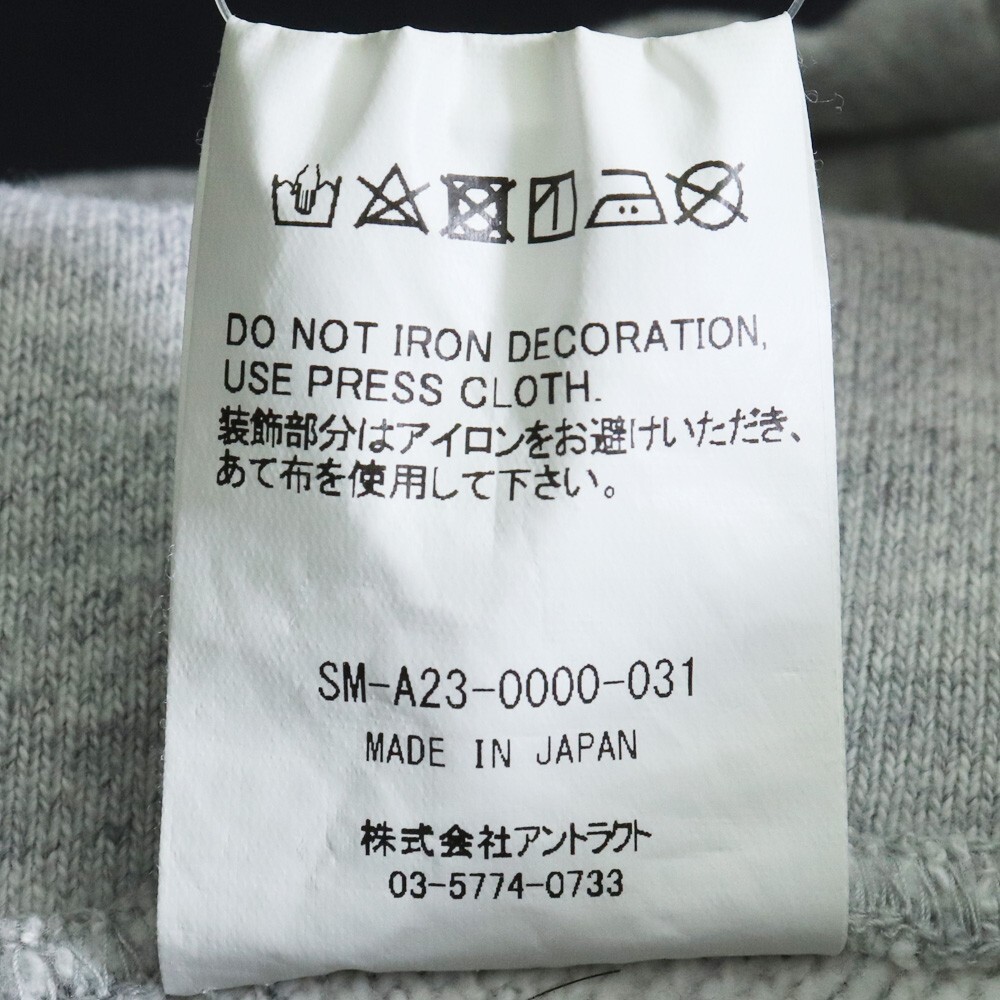 DO NOT IRON DECORATION,
USE PRESS CLOTH.
装飾部分はアイロンをお避けいただき、
あて布を使用して下さい。
SM-A23-0000-031
MADE IN JAPAN
株式会社アントラクト
03-5774-0733